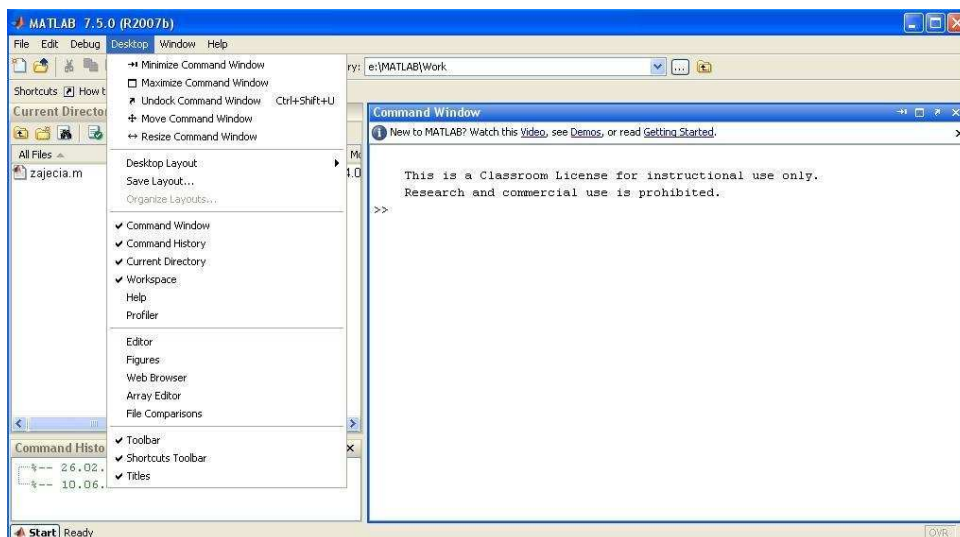 MATLAB 7.5.0 (R2007b)
File Edit Debug Desktop Window Help
ry: e:\MATLAB\Work
Shortcuts How t
Current Directo
All Files Mo
zajecia.m 4.0
Minimize Command Window
Maximize Command Window
Undock Command Window Ctrl+Shift+U
Move Command Window
Resize Command Window
Desktop Layout
Save Layout...
Organize Layouts...
Command Window
Command History
Current Directory
Workspace
Help
Profiler
Editor
Figures
Web Browser
Array Editor
File Comparisons
Toolbar
Shortcuts Toolbar
Titles
Command Histo
%-- 26.02.
%-- 10.06.
Command Window
New to MATLAB? Watch this Video, see Demos, or read Getting Started.
This is a Classroom License for instructional use only.
Research and commercial use is prohibited.
>>
Start Ready
OVR